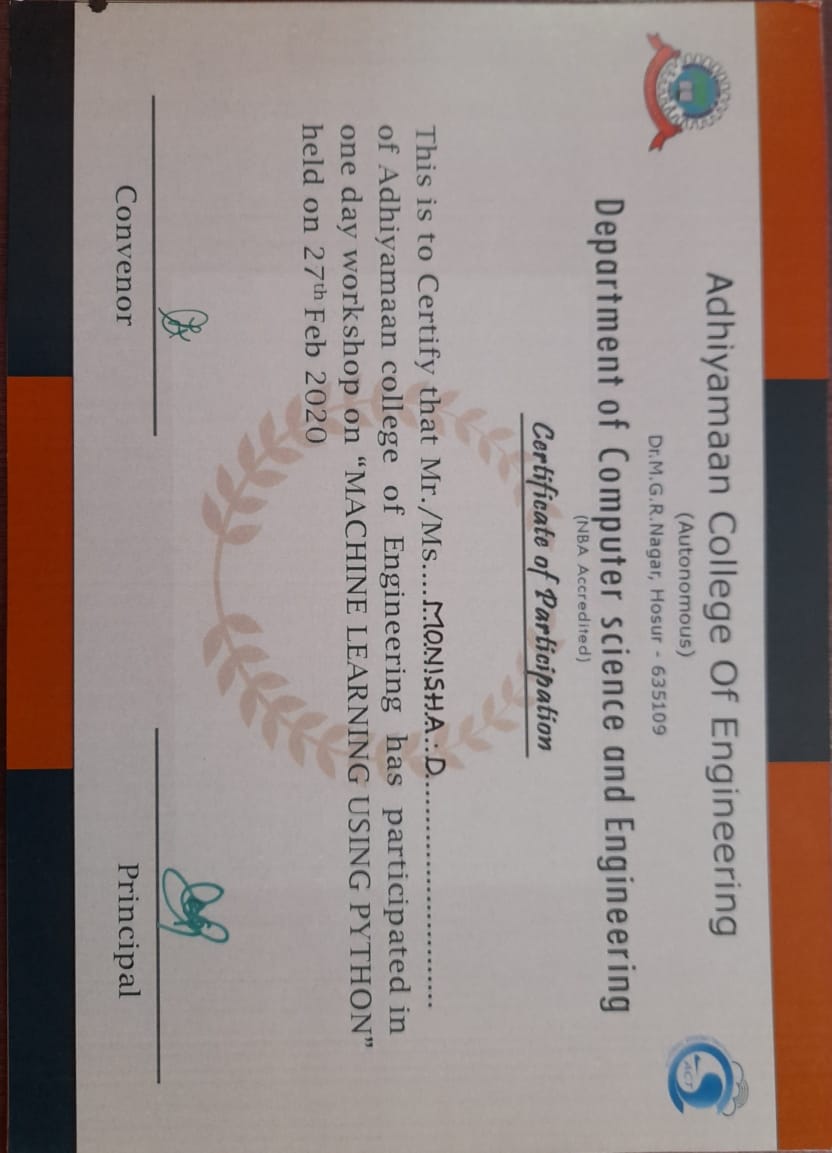 Adhiyamaan College Of Engineering
(Autonomous)
Dr.M.G.R.Nagar, Hosur - 635109
Department of Computer science and Engineering
(NBA Accredited)
Certificate of Participation
This is to Certify that Mr./Ms....MONISHA..D............................
of Adhiyamaan college of Engineering has participated in
one day workshop on “MACHINE LEARNING USING PYTHON”
held on 27th Feb 2020
Convenor
Principal
ACT